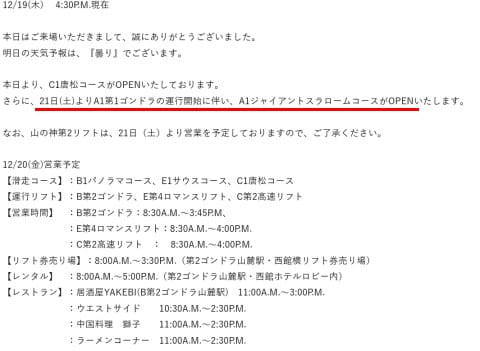 12/19(木)　4:30P.M.現在
本日はご来場いただきまして、誠にありがとうございました。
明日の天気予報は、『曇り』でございます。
本日より、C1唐松コースがOPENいたしております。
さらに、21日(土)よりA1第1ゴンドラの運行開始に伴い、A1ジャイアントスラロームコースがOPENいたします。
なお、山の神第2リフトは、21日（土）より営業を予定しておりますので、ご了承ください。
12/20(金)営業予定
【滑走コース】：B1パノラマコース、E1サウスコース、C1唐松コース
【運行リフト】：B第2ゴンドラ、E第4ロマンスリフト、C第2高速リフト
【営業時間】　：B第2ゴンドラ：8:30A.M.～3:45P.M、
：E第4ロマンスリフト：8:30A.M.～4:00P.M.
：C第2高速リフト　：　8:30A.M.～4:00P.M.
【リフト券売り場】：8:00A.M.～3:30P.M.（第2ゴンドラ山麓駅・西館横リフト券売り場）
【レンタル】　：8:00A.M.～5:00P.M.（第2ゴンドラ山麓駅・西館ホテルロビー内）
【レストラン】：居酒屋YAKEBI(B第2ゴンドラ山麓駅)　11:00A.M.～3:00P.M.
：ウエストサイド　　10:30A.M.～2:30P.M.
：中国料理　獅子　　11:00A.M.～2:30P.M.
：ラーメンコーナー　11:00A.M.～2:30P.M.